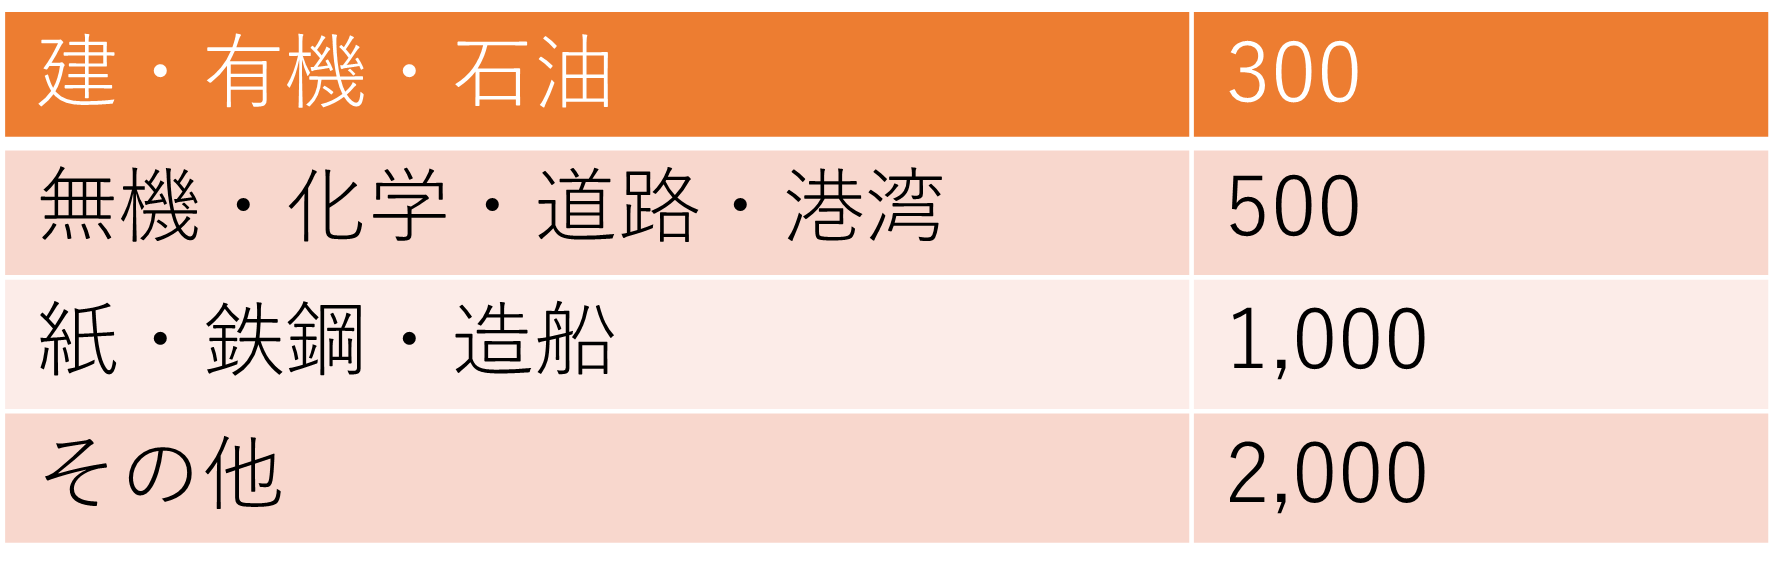 建・有機・石油 300
無機・化学・道路・港湾 500
紙・鉄鋼・造船 1,000
その他 2,000